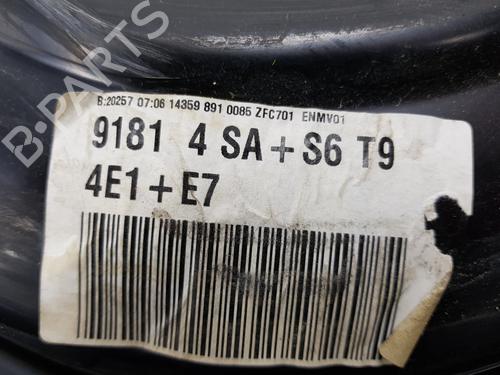 B:20257 07:06 14359 891 0085 ZFC701 ENMV01
9181 4 SA + S6 T9
4E1 + E7
B-PARTS